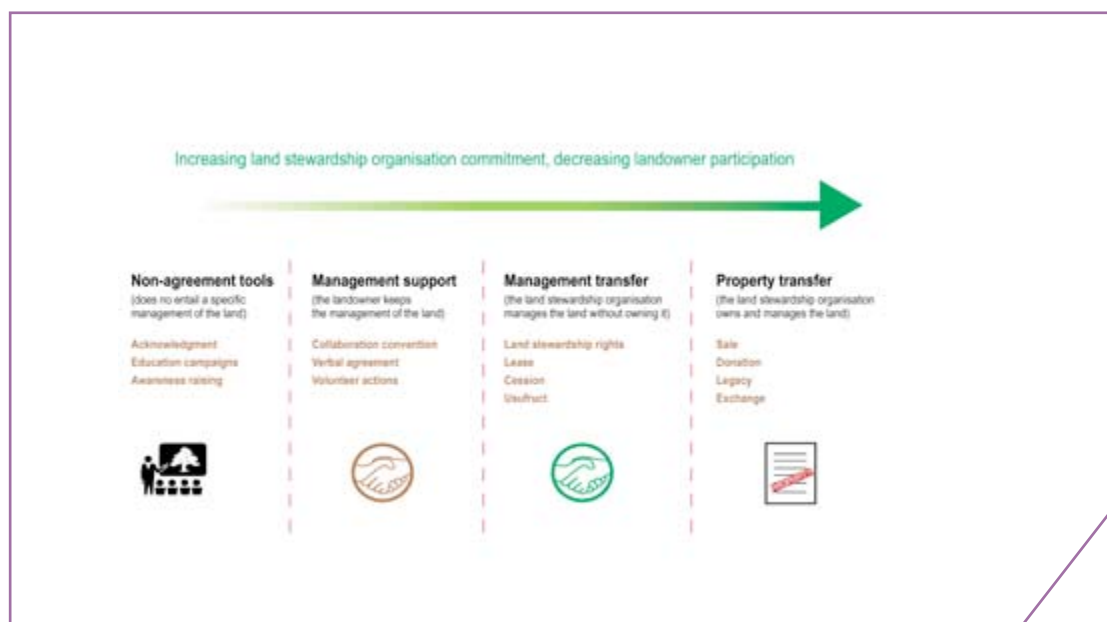 Increasing land stewardship organisation commitment, decreasing landowner participation
Non-agreement tools
(does no entail a specific
management of the land)
Acknowledgment
Education campaigns
Awareness raising
Management support
(the landowner keeps
the management of the land)
Collaboration convention
Verbal agreement
Volunteer actions
Management transfer
(the land stewardship organisation
manages the land without owning it)
Land stewardship rights
Lease
Cession
Usufruct
Property transfer
(the land stewardship organisation
owns and manages the land)
Sale
Donation
Legacy
Exchange